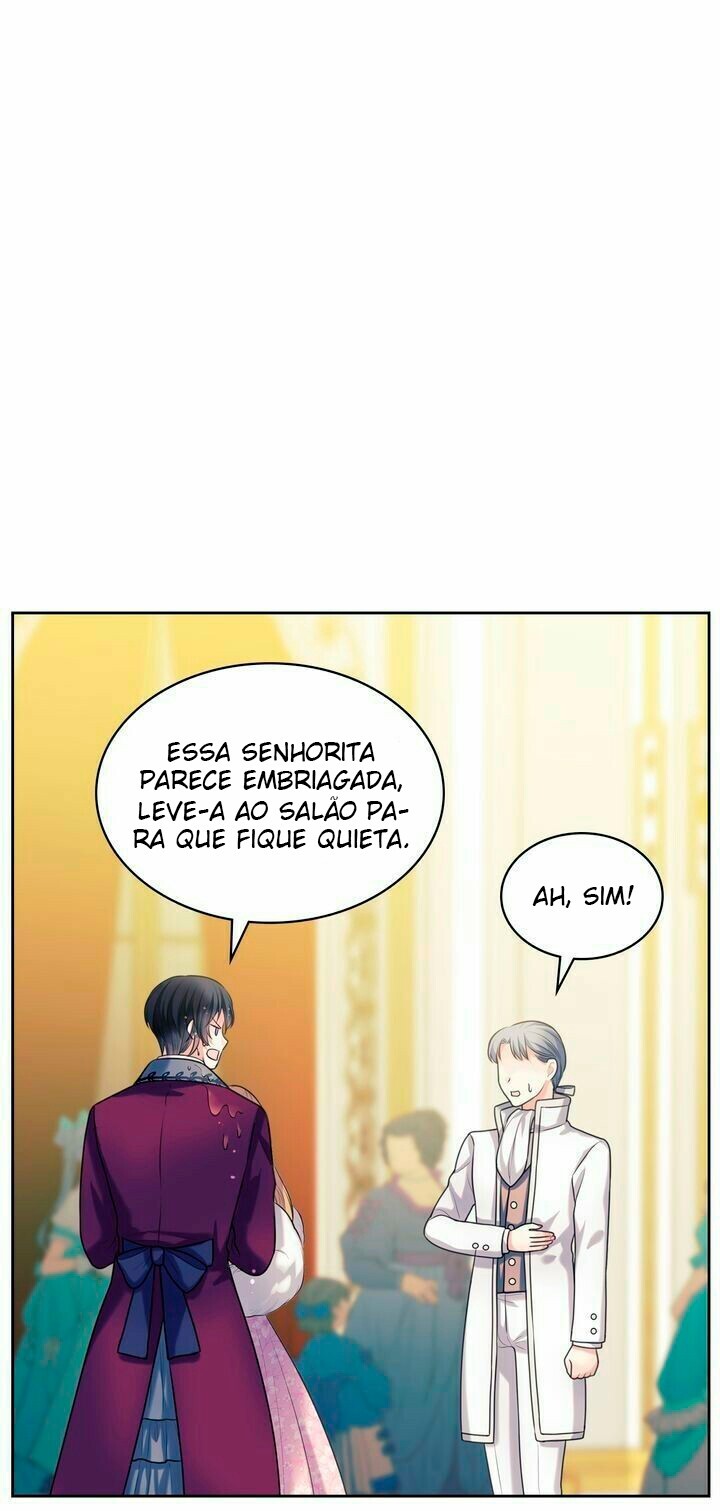 ESSA SENHORITA
PARECE EMBRIAGADA,
LEVE-A AO SALÃO PA-
RA QUE FIQUE QUIETA.
AH, SIM!